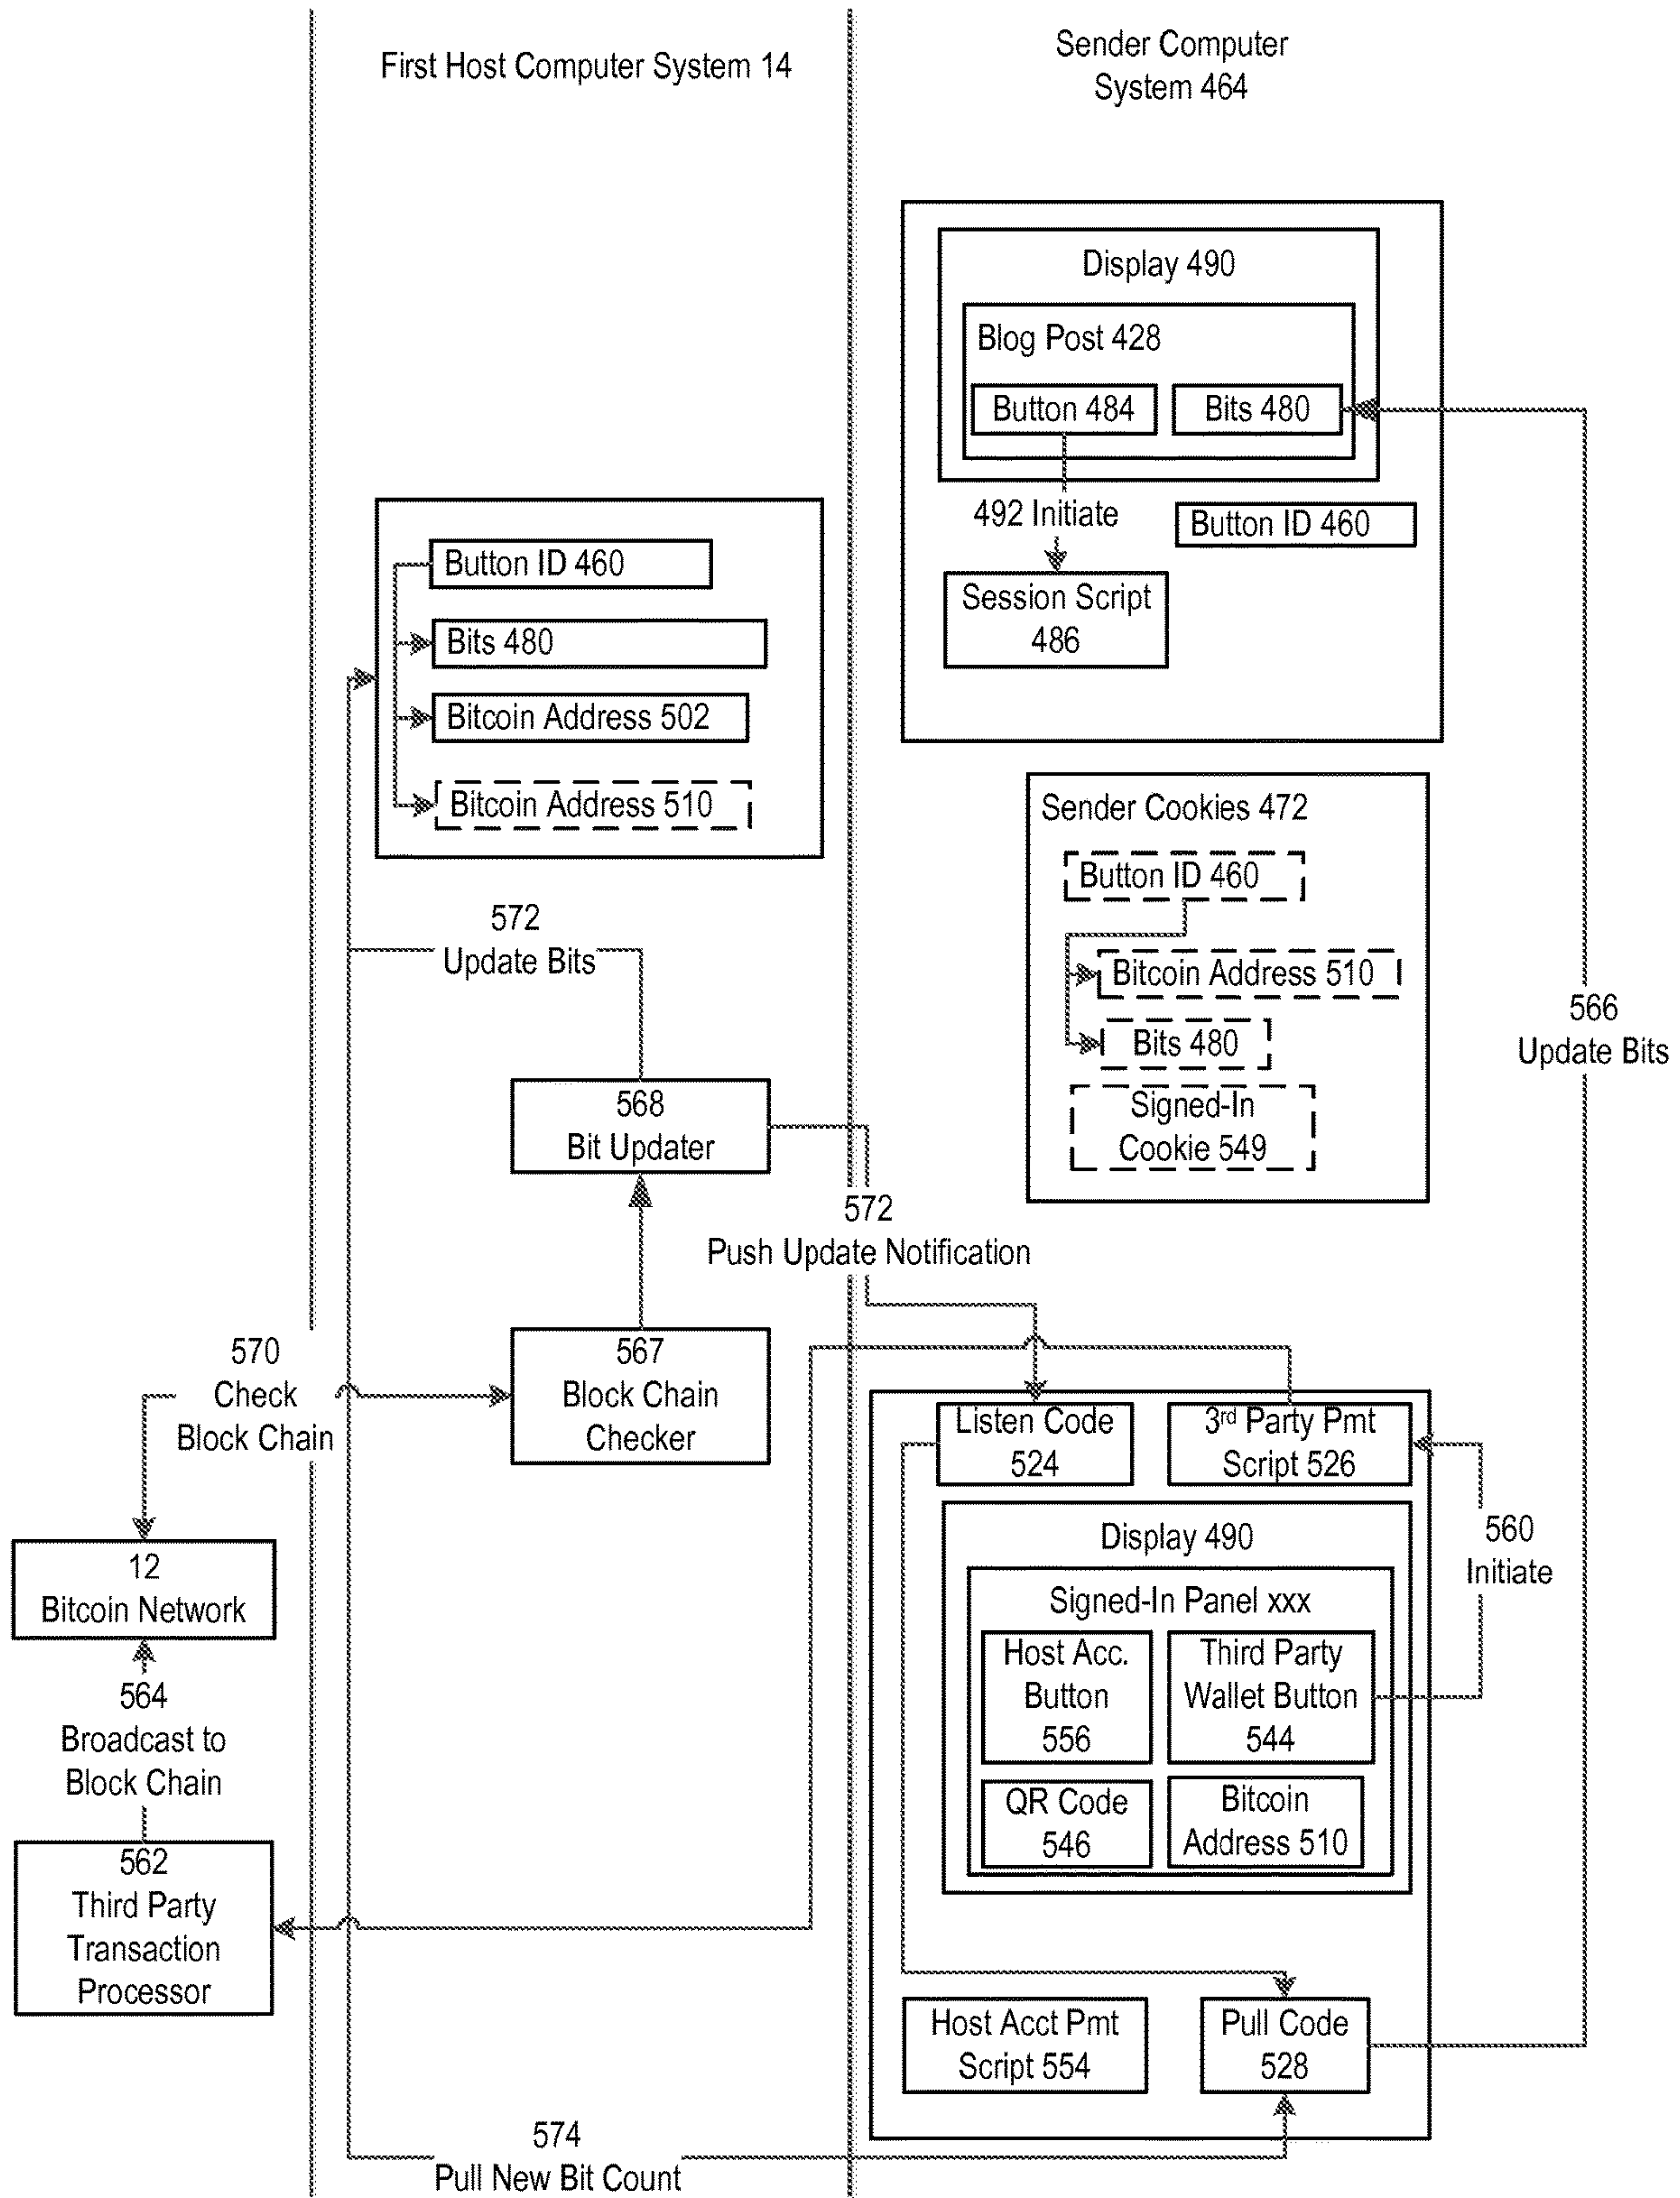 First Host Computer System 14
Sender Computer
System 464
Display 490
Blog Post 428
Button 484
Bits 480
492 Initiate
Button ID 460
Session Script
486
Button ID 460
Bits 480
Bitcoin Address 502
Bitcoin Address 510
Sender Cookies 472
Button ID 460
Bitcoin Address 510
Bits 480
Signed-In
Cookie 549
572
Update Bits
566
Update Bits
568
Bit Updater
572
Push Update Notification
570
Check
Block Chain
567
Block Chain
Checker
Listen Code
524
3rd Party Pmt
Script 526
Display 490
560
Initiate
Signed-In Panel xxx
Host Acc.
Button
556
Third Party
Wallet Button
544
QR Code
546
Bitcoin
Address 510
12
Bitcoin Network
564
Broadcast to
Block Chain
562
Third Party
Transaction
Processor
Host Acct Pmt
Script 554
Pull Code
528
574
Pull New Bit Count